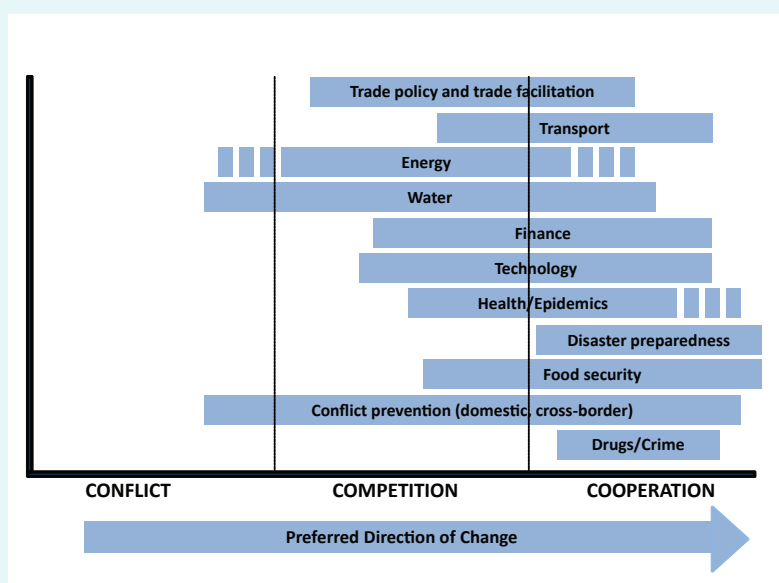 Trade policy and trade facilitation
Transport
Energy
Water
Finance
Technology
Health/Epidemics
Disaster preparedness
Food security
Conflict prevention (domestic, cross-border)
Drugs/Crime
CONFLICT COMPETITION COOPERATION
Preferred Direction of Change